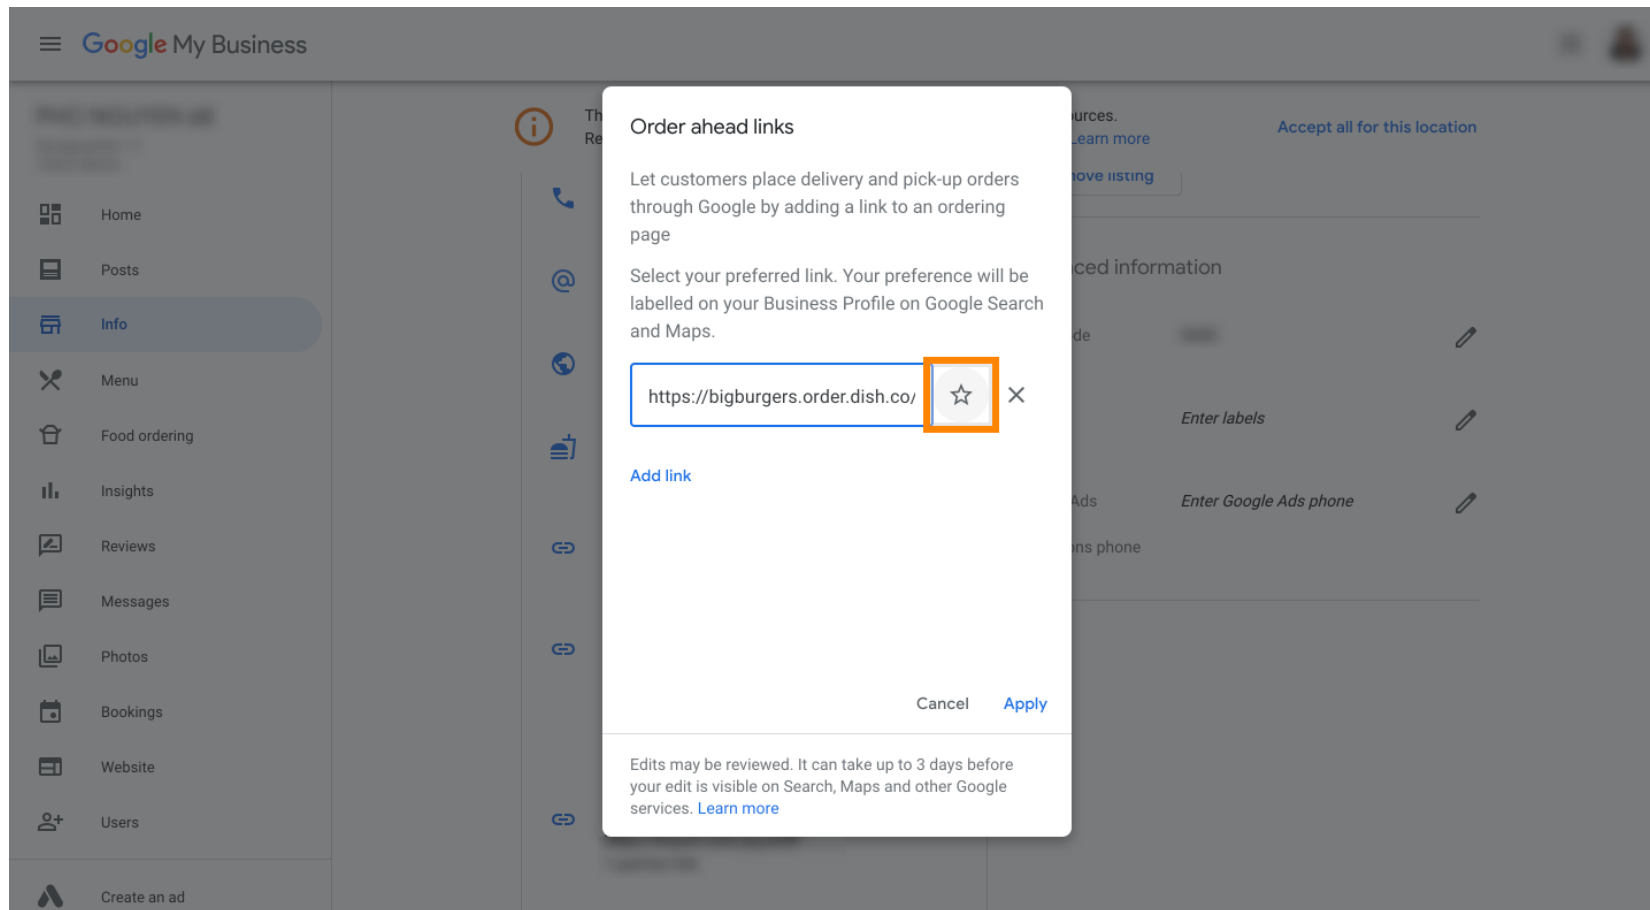 Google My Business
Home
Posts
Info
Menu
Food ordering
Insights
Reviews
Messages
Photos
Bookings
Website
Users
Create an ad
Th
Re
urces.
Learn more
Accept all for this location
ove listing
ced information
de
Enter labels
Ads
Enter Google Ads phone
ons phone
Order ahead links
Let customers place delivery and pick-up orders
through Google by adding a link to an ordering
page
Select your preferred link. Your preference will be
labelled on your Business Profile on Google Search
and Maps.
https://bigburgers.order.dish.co/
Add link
Cancel
Apply
Edits may be reviewed. It can take up to 3 days before
your edit is visible on Search, Maps and other Google
services. Learn more